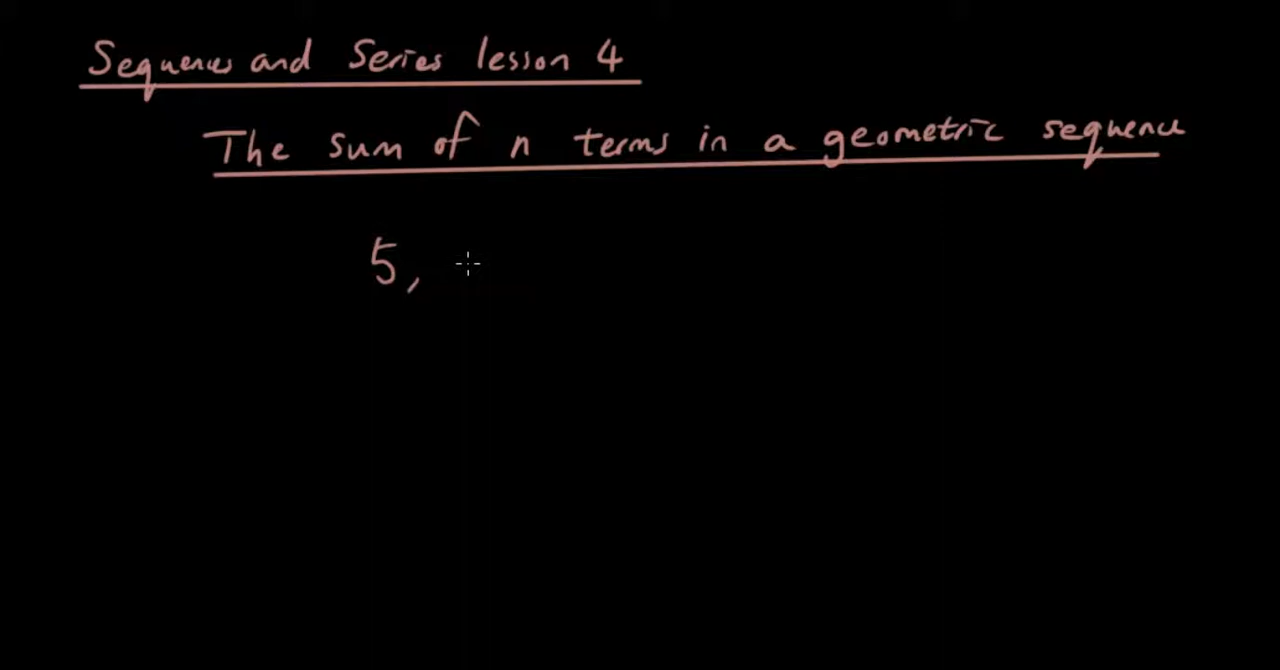 Sequences and Series lesson 4
The sum of n terms in a geometric sequence
5,